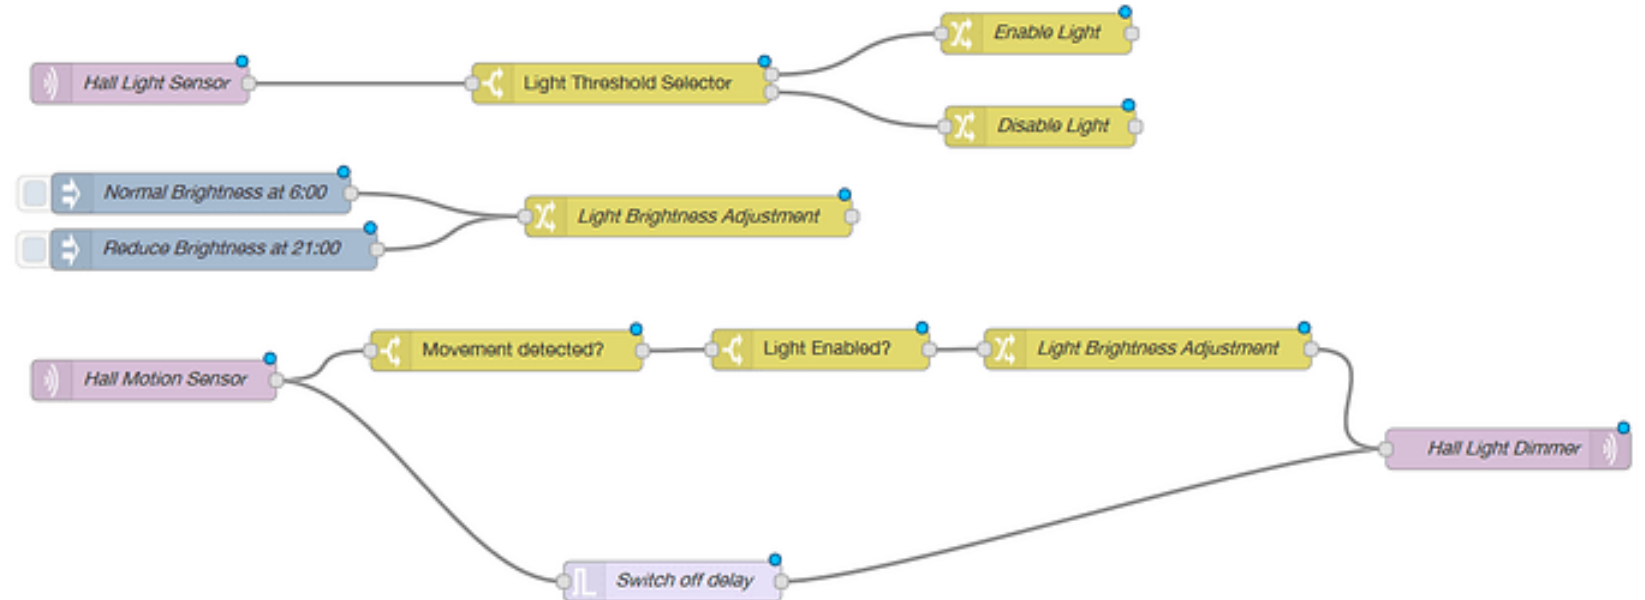 Enable Light
Hall Light Sensor
Light Threshold Selector
Disable Light
Normal Brightness at 6:00
Light Brightness Adjustment
Reduce Brightness at 21:00
Movement detected?
Light Enabled?
Light Brightness Adjustment
Hall Motion Sensor
Hall Light Dimmer
Switch off delay